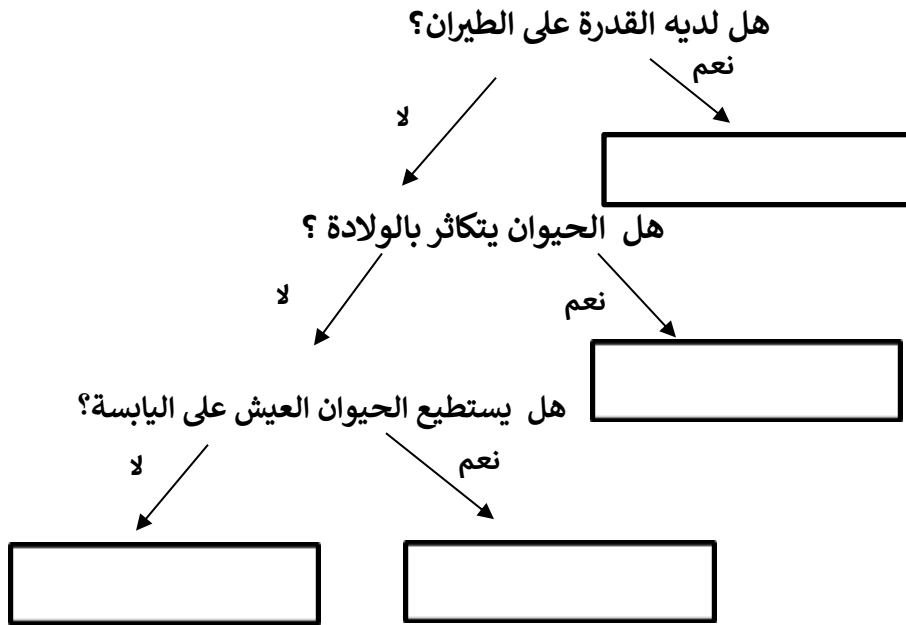 هل لديه القدرة على الطيران؟
نعم
لا
هل الحيوان يتكاثر بالولادة ؟
نعم
لا
هل يستطيع الحيوان العيش على اليابسة؟
نعم
لا